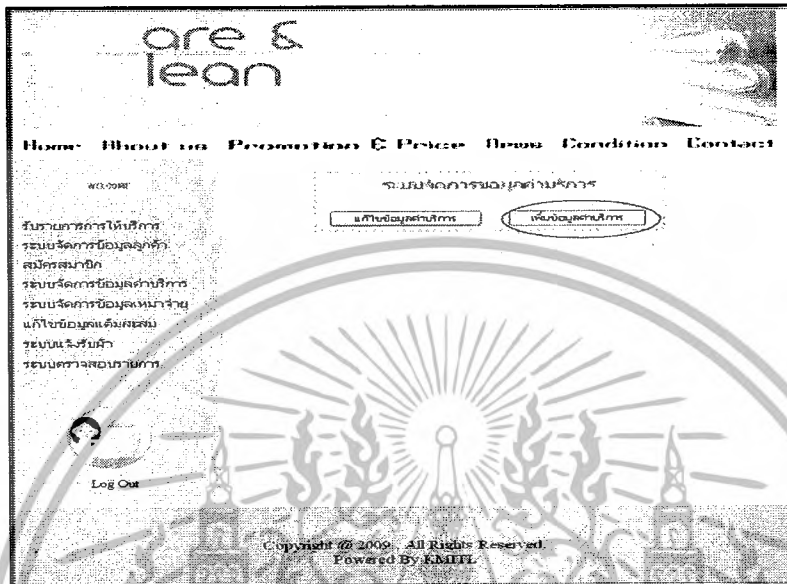 are &
lean
Home About us Promotion & Price News Condition Contact
WELCOME
ระบบจัดการข้อมูลค่าบริการ
แก้ไขข้อมูลค่าบริการ เพิ่มข้อมูลค่าบริการ
รับรายการการให้บริการ
ระบบจัดการข้อมูลลูกค้า
สมัครสมาชิก
ระบบจัดการข้อมูลค่าบริการ
ระบบจัดการข้อมูลเหมาจ่าย
แก้ไขข้อมูลแต้มสะสม
ระบบแจ้งรับผ้า
ระบบตรวจสอบรายการ
Log Out
Copyright @ 2009 All Rights Reserved.
Powered By KMITL